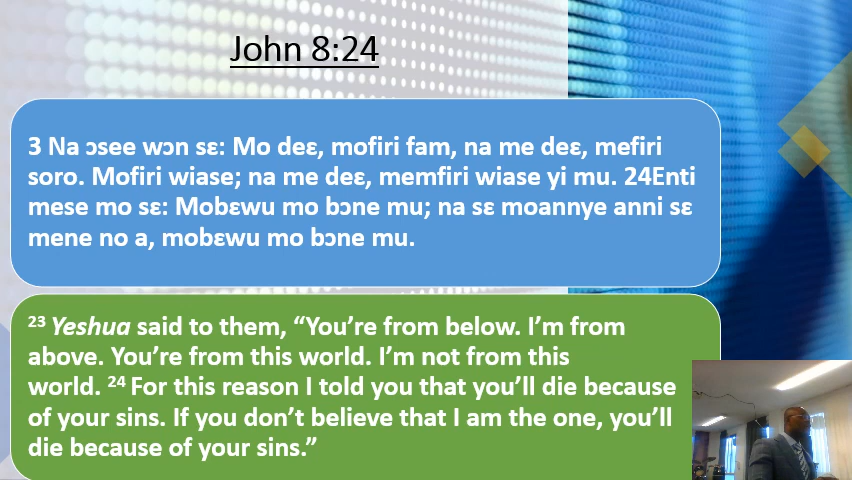 John 8:24
3 Na ɔsee wɔn sɛ: Mo deɛ, mofiri fam, na me deɛ, mefiri
soro. Mofiri wiase; na me deɛ, memfiri wiase yi mu. 24Enti
mese mo sɛ: Mobɛwu mo bɔne mu; na sɛ moannye anni sɛ
mene no a, mobɛwu mo bɔne mu.
23 Yeshua said to them, “You’re from below. I’m from
above. You’re from this world. I’m not from this
world. 24 For this reason I told you that you’ll die because
of your sins. If you don’t believe that I am the one, you’ll
die because of your sins.”